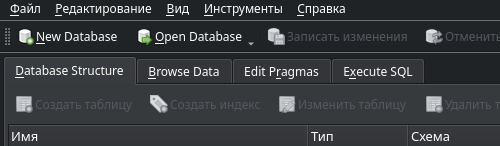 Файл Редактирование Вид Инструменты Справка
New Database Open Database Записать изменения Отменить
Database Structure Browse Data Edit Pragmas Execute SQL
Создать таблицу Создать индекс Изменить таблицу Удалить т
Имя Тип Схема